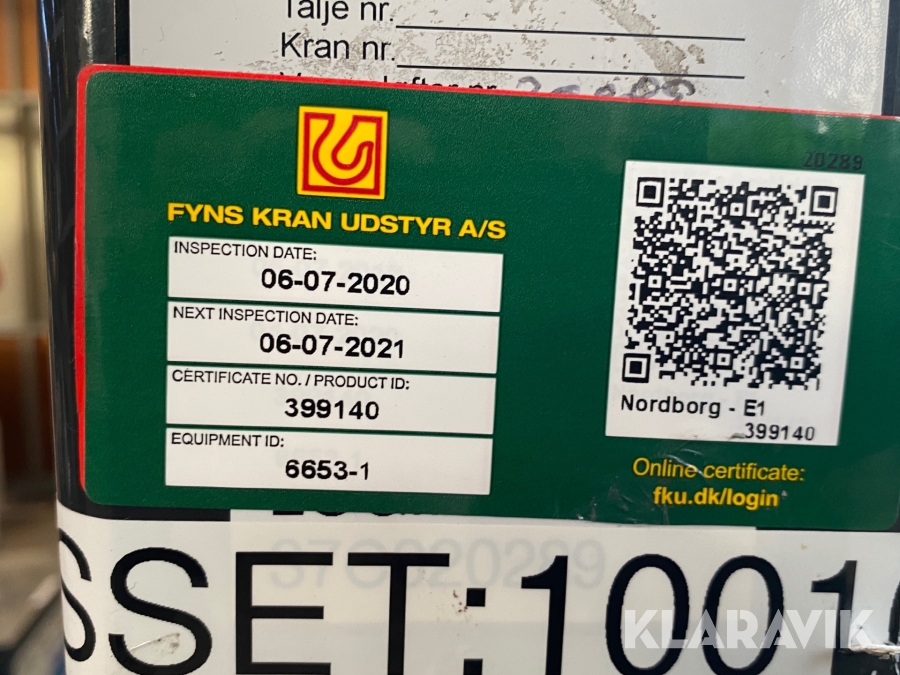 Talje nr.
Kran nr.
20289
FYNS KRAN UDSTYR A/S
INSPECTION DATE:
06-07-2020
NEXT INSPECTION DATE:
06-07-2021
CERTIFICATE NO. / PRODUCT ID:
399140
EQUIPMENT ID:
6653-1
Nordborg - E1
399140
Online certificate:
fku.dk/login
SSET:1001
KLARAVIK